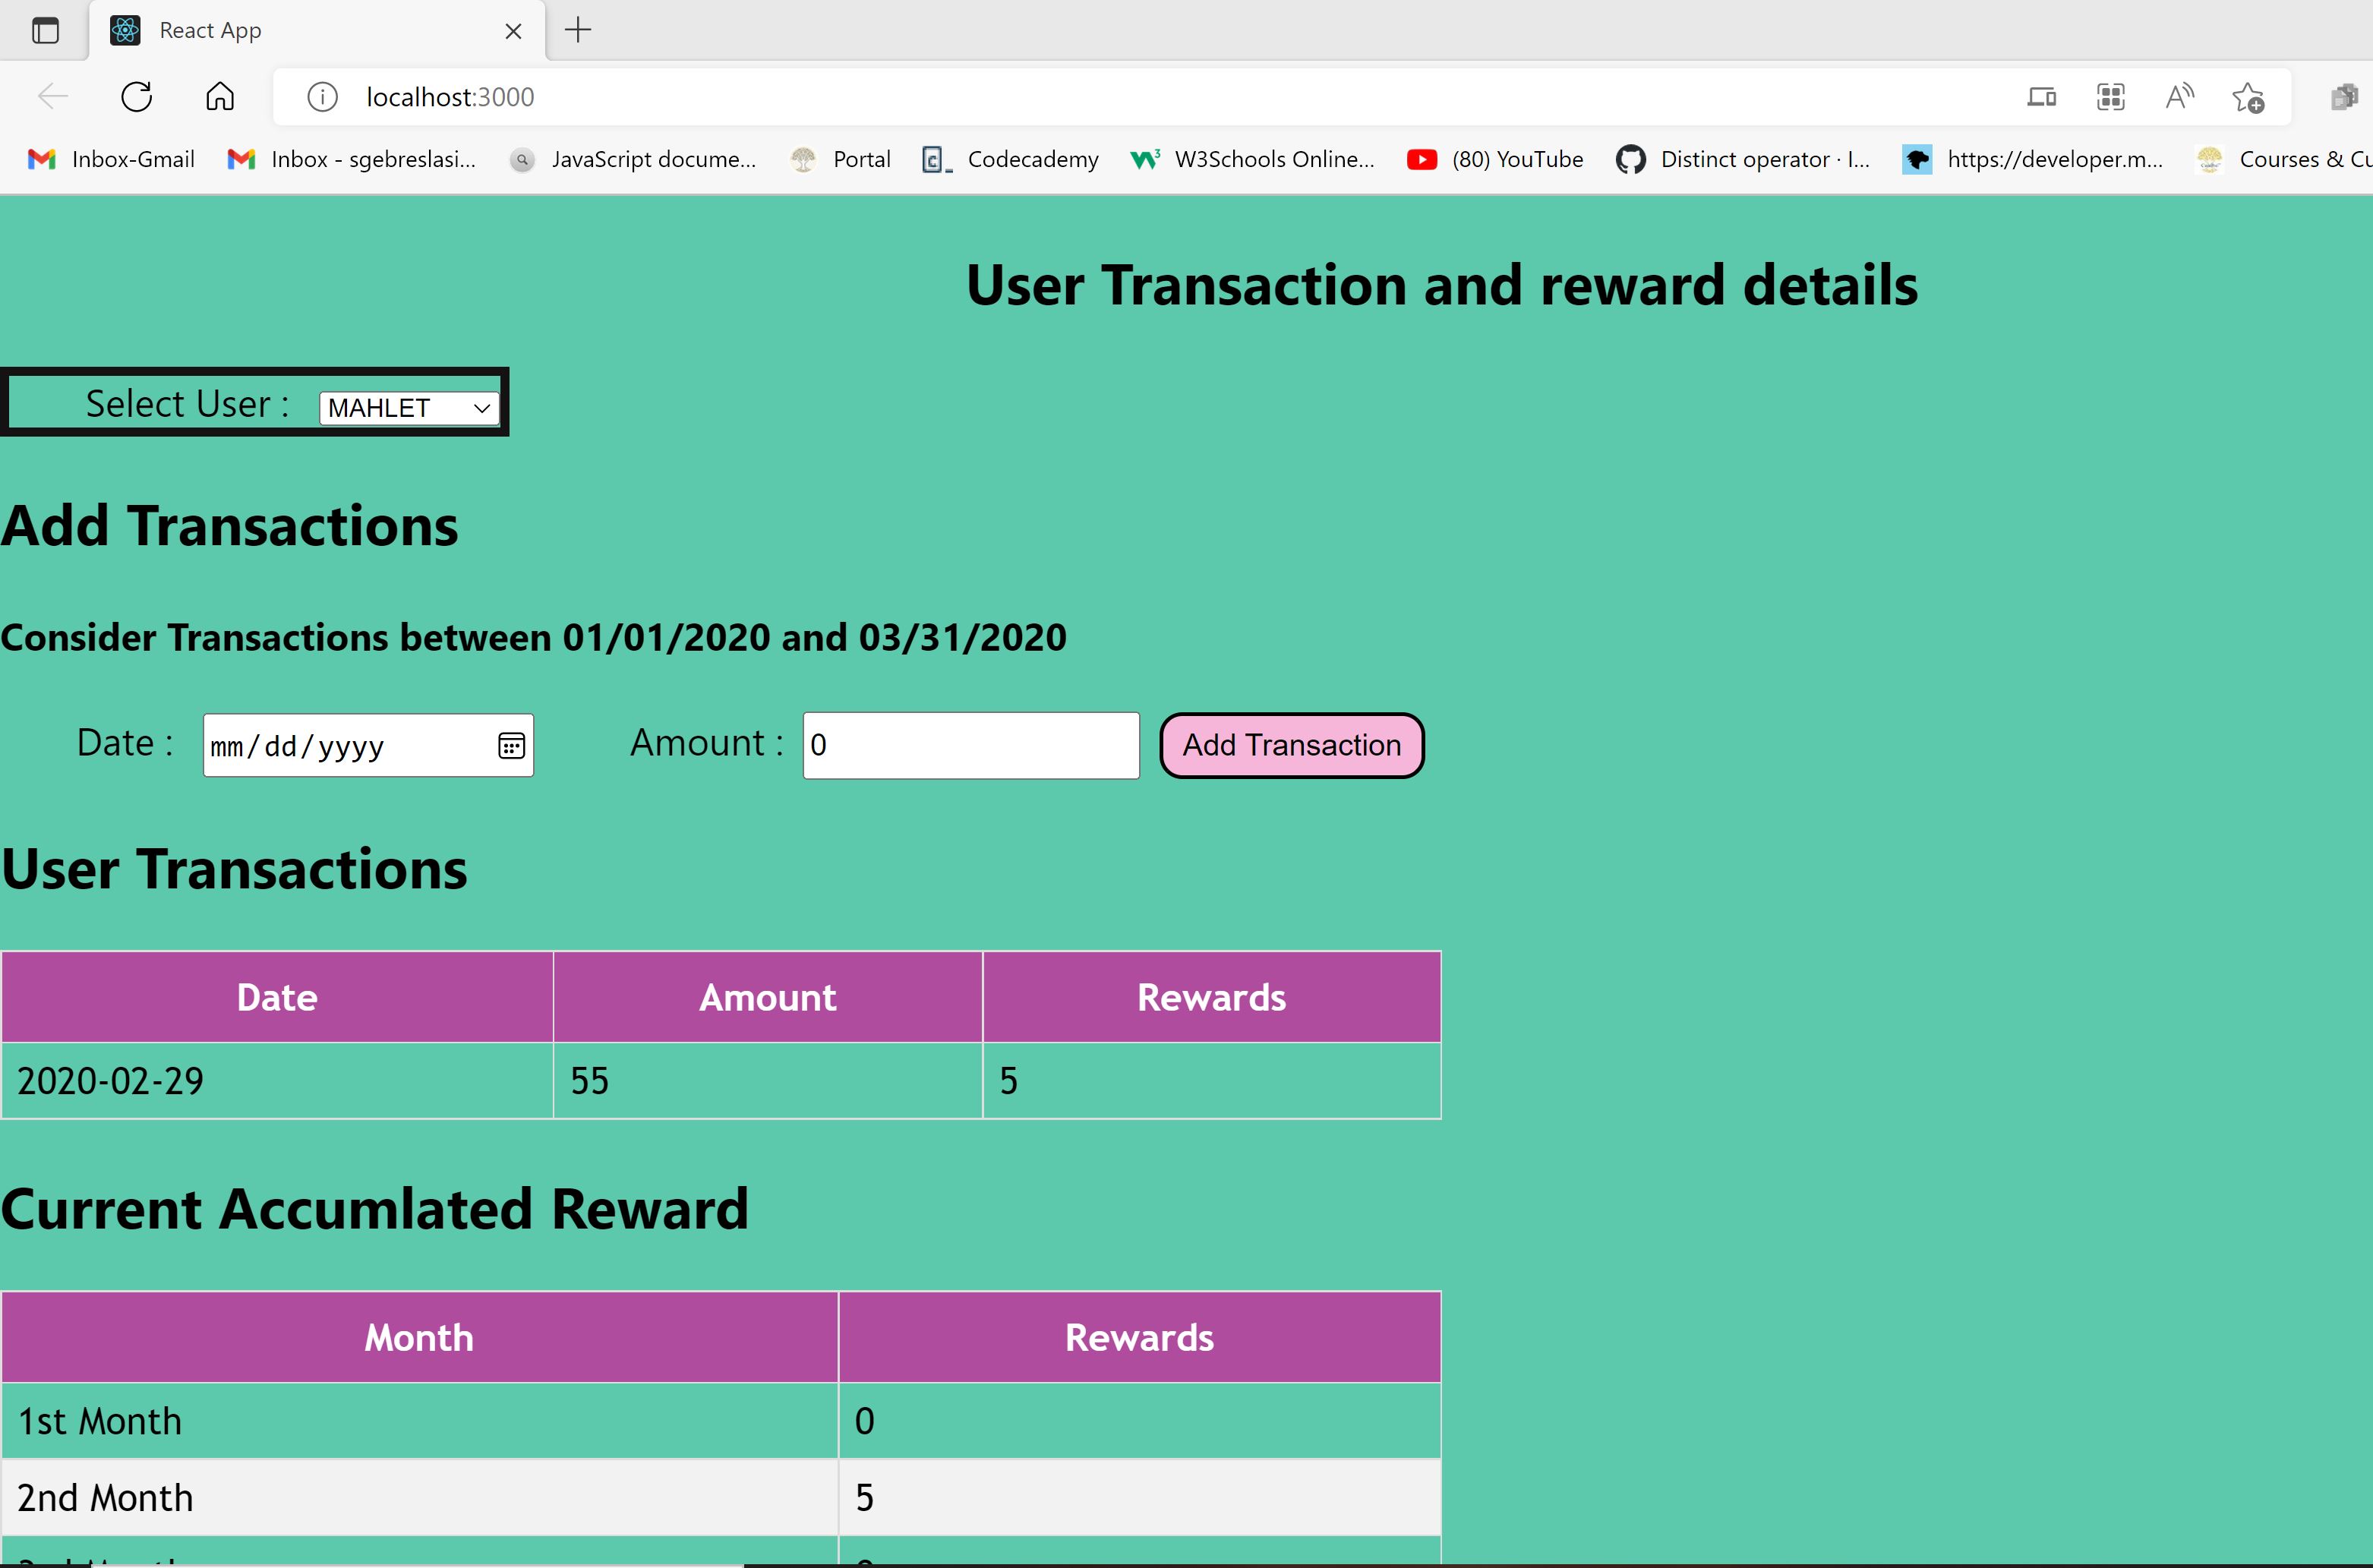 React App
localhost:3000
Inbox-Gmail Inbox - sgebreslasi... JavaScript docume... Portal Codecademy W3Schools Online... (80) YouTube Distinct operator · I... https://developer.m... Courses & Cu
User Transaction and reward details
Select User : MAHLET
Add Transactions
Consider Transactions between 01/01/2020 and 03/31/2020
Date : mm/dd/yyyy Amount : 0 Add Transaction
User Transactions
Date Amount Rewards
2020-02-29 55 5
Current Accumlated Reward
Month Rewards
1st Month 0
2nd Month 5